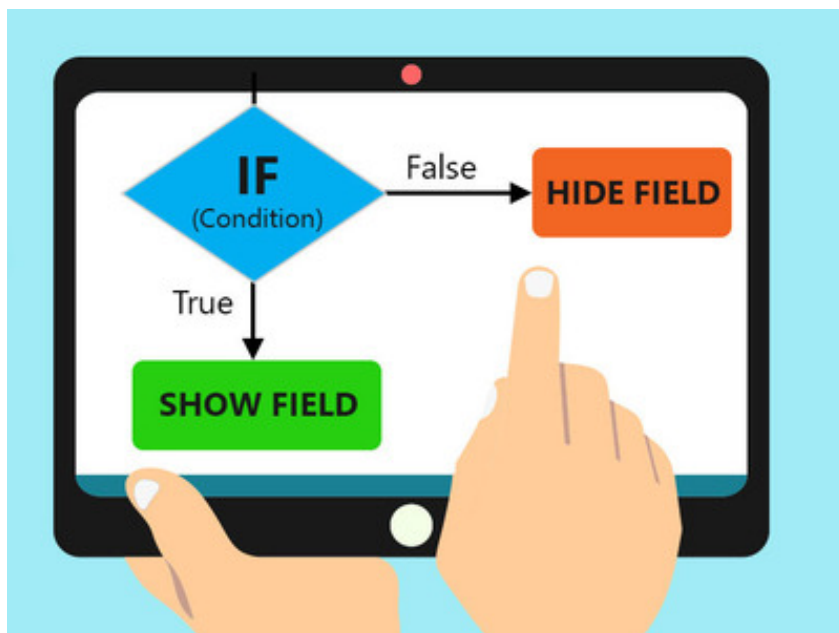 IF
(Condition)
False
HIDE FIELD
True
SHOW FIELD